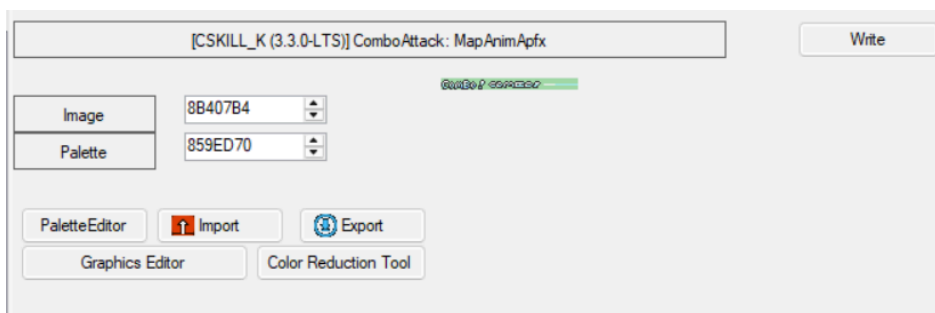 [CSKILL_K (3.3.0-LTS)] ComboAttack: MapAnimApfx
Write
Image
8B407B4
Palette
859ED70
PaletteEditor
Import
Export
Graphics Editor
Color Reduction Tool